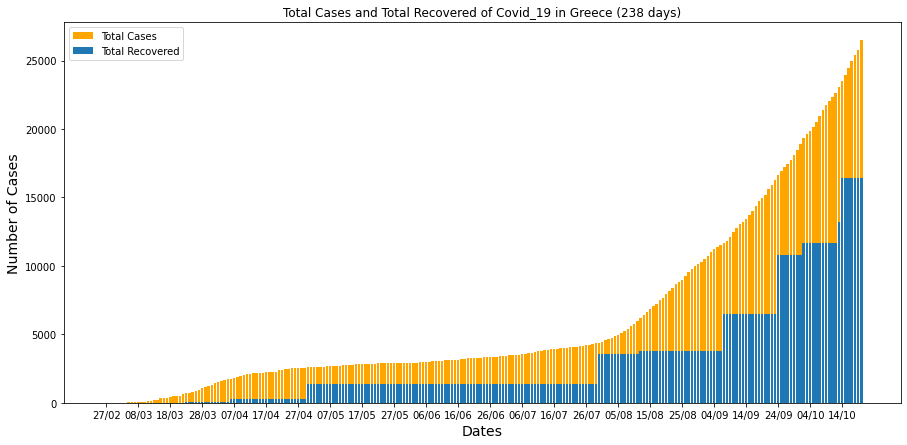 Total Cases and Total Recovered of Covid_19 in Greece (238 days)
Total Cases
Total Recovered
Number of Cases
25000
20000
15000
10000
5000
0
27/02 08/03 18/03 28/03 07/04 17/04 27/04 07/05 17/05 27/05 06/06 16/06 26/06 06/07 16/07 26/07 05/08 15/08 25/08 04/09 14/09 24/09 04/10 14/10
Dates